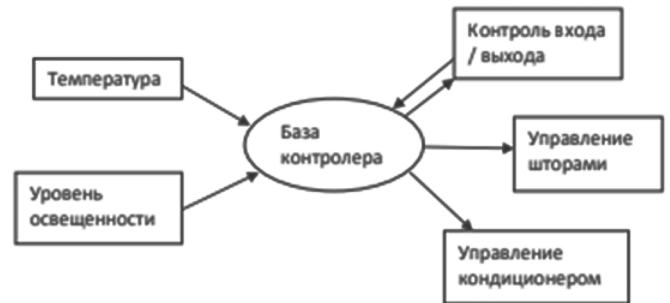 Контроль входа
/ выхода
Температура
База
контролера
Управление
шторами
Уровень
освещенности
Управление
кондиционером